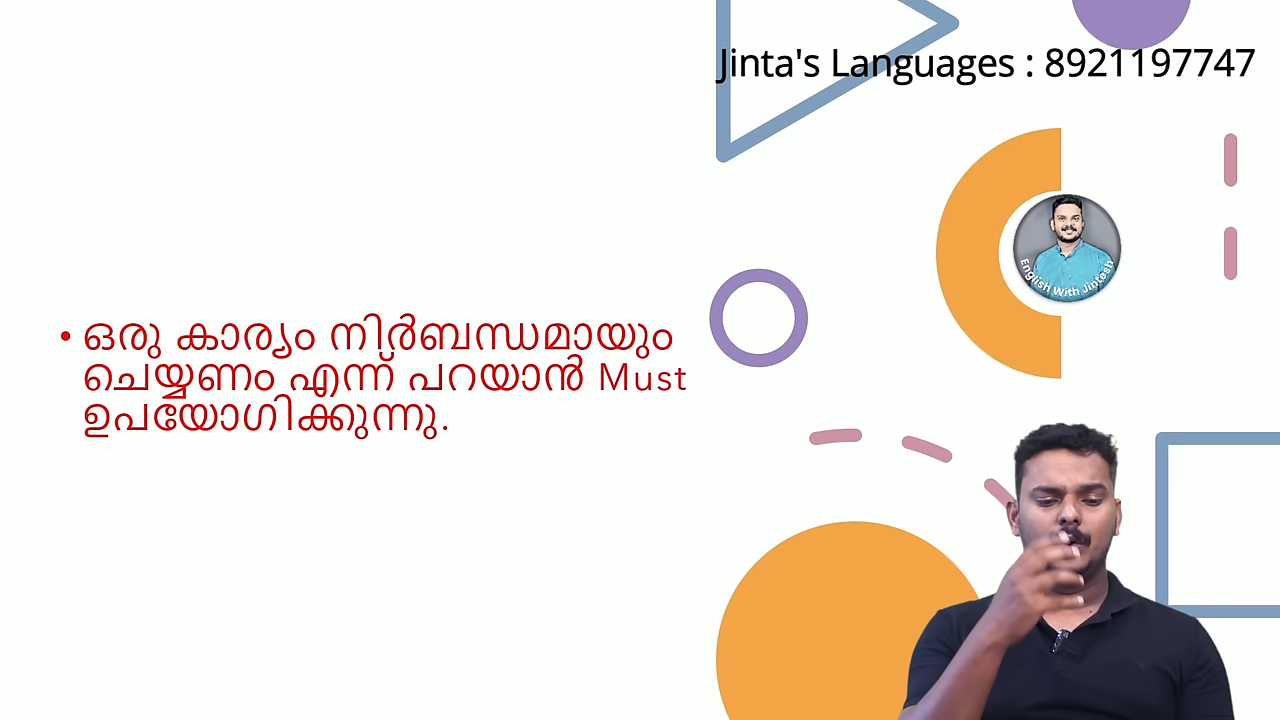 Jinta's Languages : 8921197747
English With Jintesh
• ഒരു കാര്യം നിർബന്ധമായും
ചെയ്യണം എന്ന് പറയാൻ Must
ഉപയോഗിക്കുന്നു.